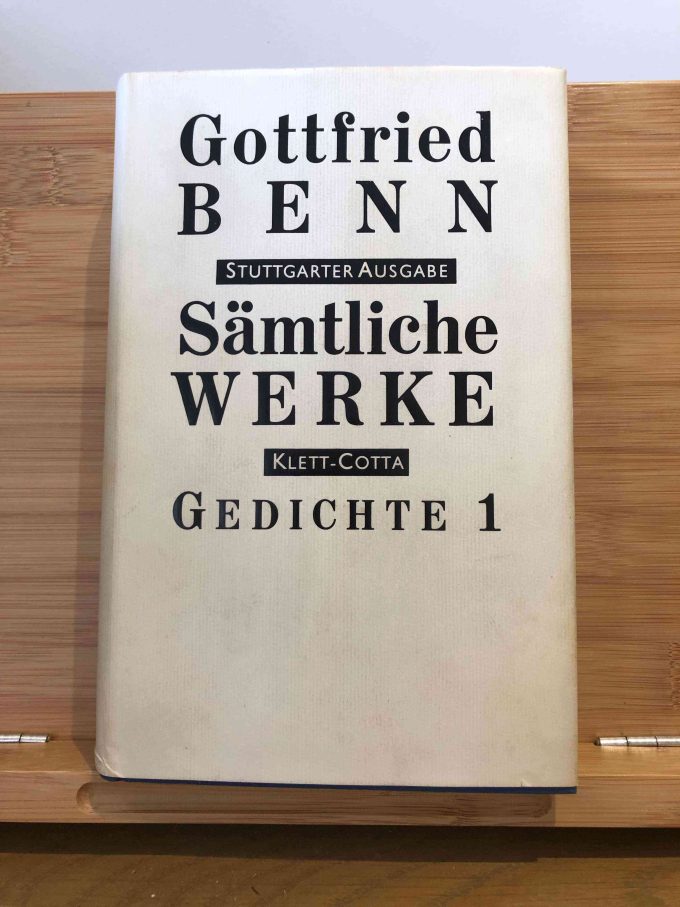 Gottfried
BENN
STUTTGARTER AUSGABE
Sämtliche
WERKE
KLETT-COTTA
GEDICHTE 1